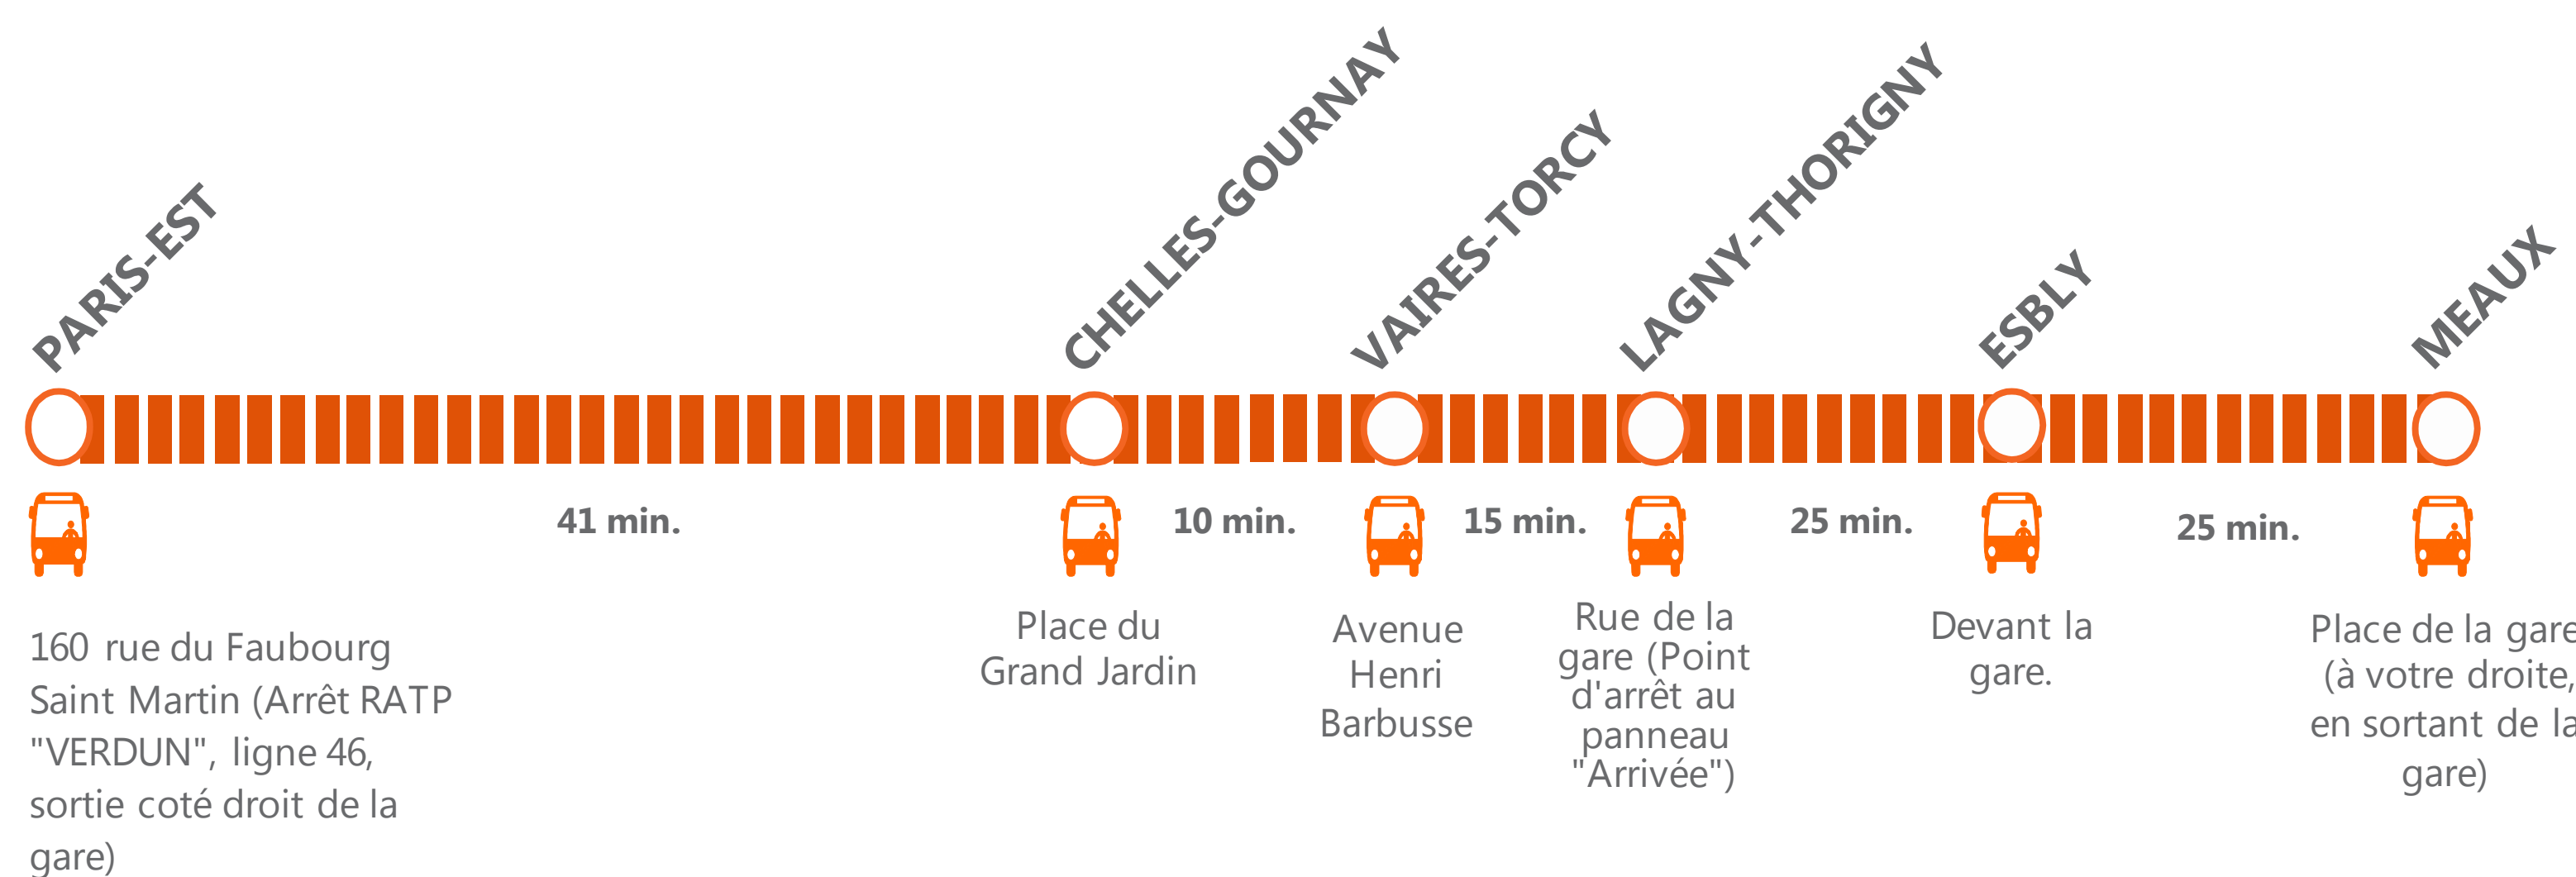 PARIS-EST
CHELLES-GOURNAY
VAIRES-TORCY
LAGNY-THORIGNY
ESBLY
MEAUX
41 min.
10 min.
15 min.
25 min.
25 min.
160 rue du Faubourg
Saint Martin (Arrêt RATP
"VERDUN", ligne 46,
sortie coté droit de la
gare)
Place du
Grand Jardin
Avenue
Henri
Barbusse
Rue de la
gare (Point
d'arrêt au
panneau
"Arrivée")
Devant la
gare.
Place de la gare
(à votre droite,
en sortant de la
gare)